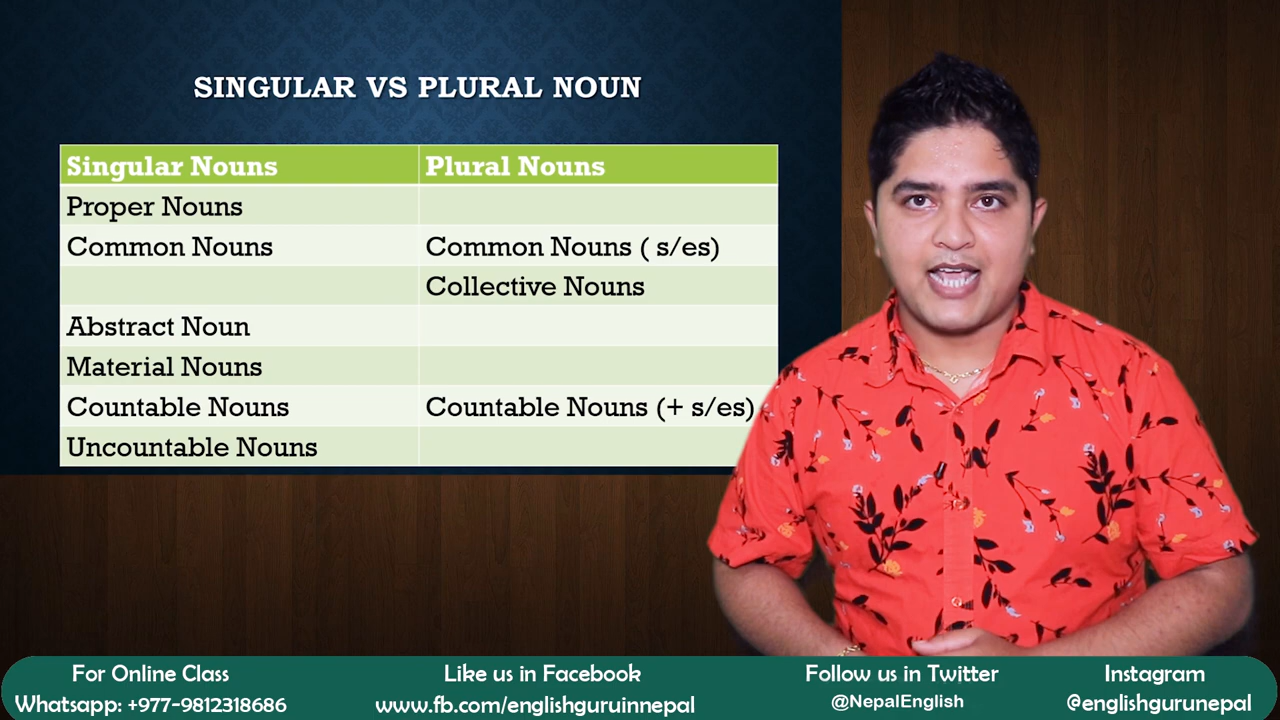 SINGULAR VS PLURAL NOUN
Singular Nouns Plural Nouns
Proper Nouns
Common Nouns Common Nouns ( s/es)
Collective Nouns
Abstract Noun
Material Nouns
Countable Nouns Countable Nouns (+ s/es)
Uncountable Nouns
For Online Class Like us in Facebook Follow us in Twitter Instagram
Whatsapp: +977-9812318686 www.fb.com/englishguruinnepal @NepalEnglish @englishgurunepal